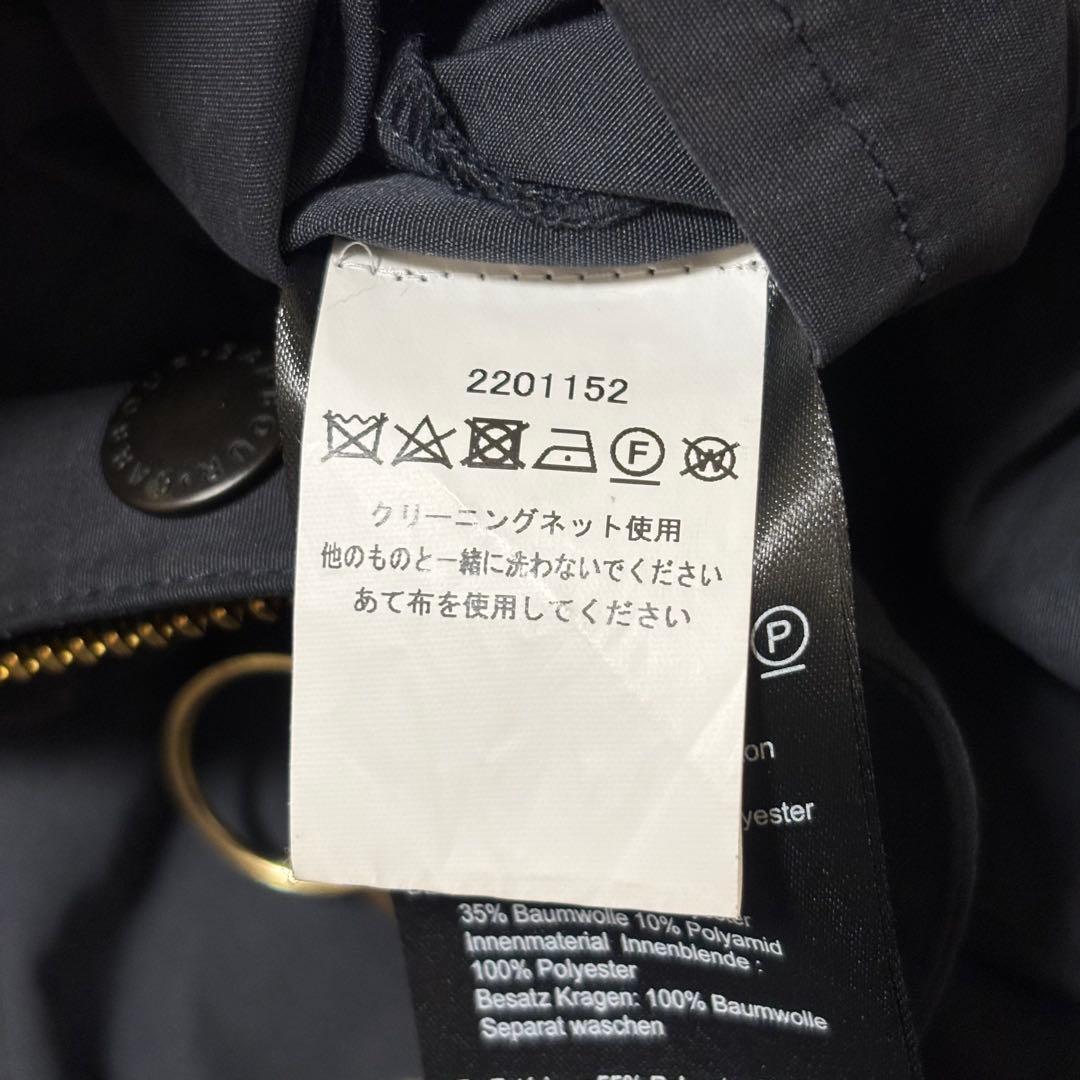 2201152
F
W
クリーニングネット使用
他のものと一緒に洗わないでください
あて布を使用してください
P
35% Baumwolle 10% Polyamid
Innenmaterial Innenblende :
100% Polyester
Besatz Kragen: 100% Baumwolle
Separat waschen
55%